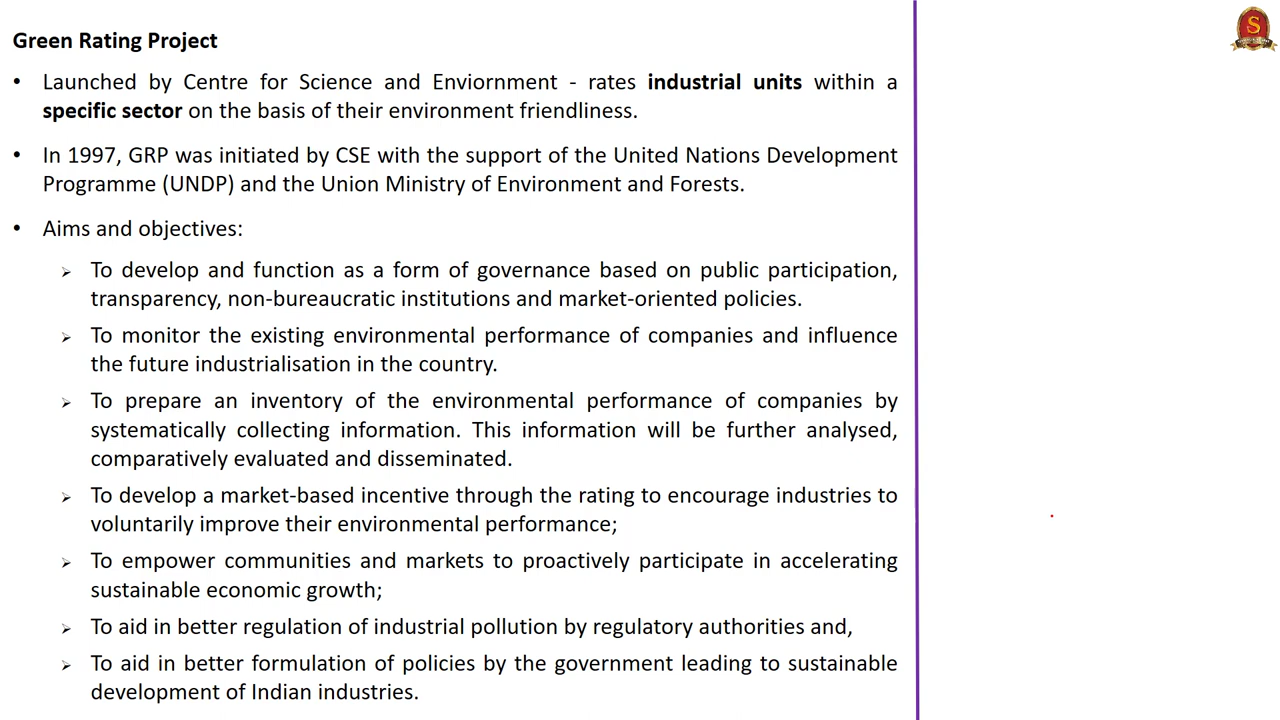 Green Rating Project
• Launched by Centre for Science and Enviornment - rates industrial units within a
specific sector on the basis of their environment friendliness.
• In 1997, GRP was initiated by CSE with the support of the United Nations Development
Programme (UNDP) and the Union Ministry of Environment and Forests.
• Aims and objectives:
➢ To develop and function as a form of governance based on public participation,
transparency, non-bureaucratic institutions and market-oriented policies.
➢ To monitor the existing environmental performance of companies and influence
the future industrialisation in the country.
➢ To prepare an inventory of the environmental performance of companies by
systematically collecting information. This information will be further analysed,
comparatively evaluated and disseminated.
➢ To develop a market-based incentive through the rating to encourage industries to
voluntarily improve their environmental performance;
➢ To empower communities and markets to proactively participate in accelerating
sustainable economic growth;
➢ To aid in better regulation of industrial pollution by regulatory authorities and,
➢ To aid in better formulation of policies by the government leading to sustainable
development of Indian industries.
S